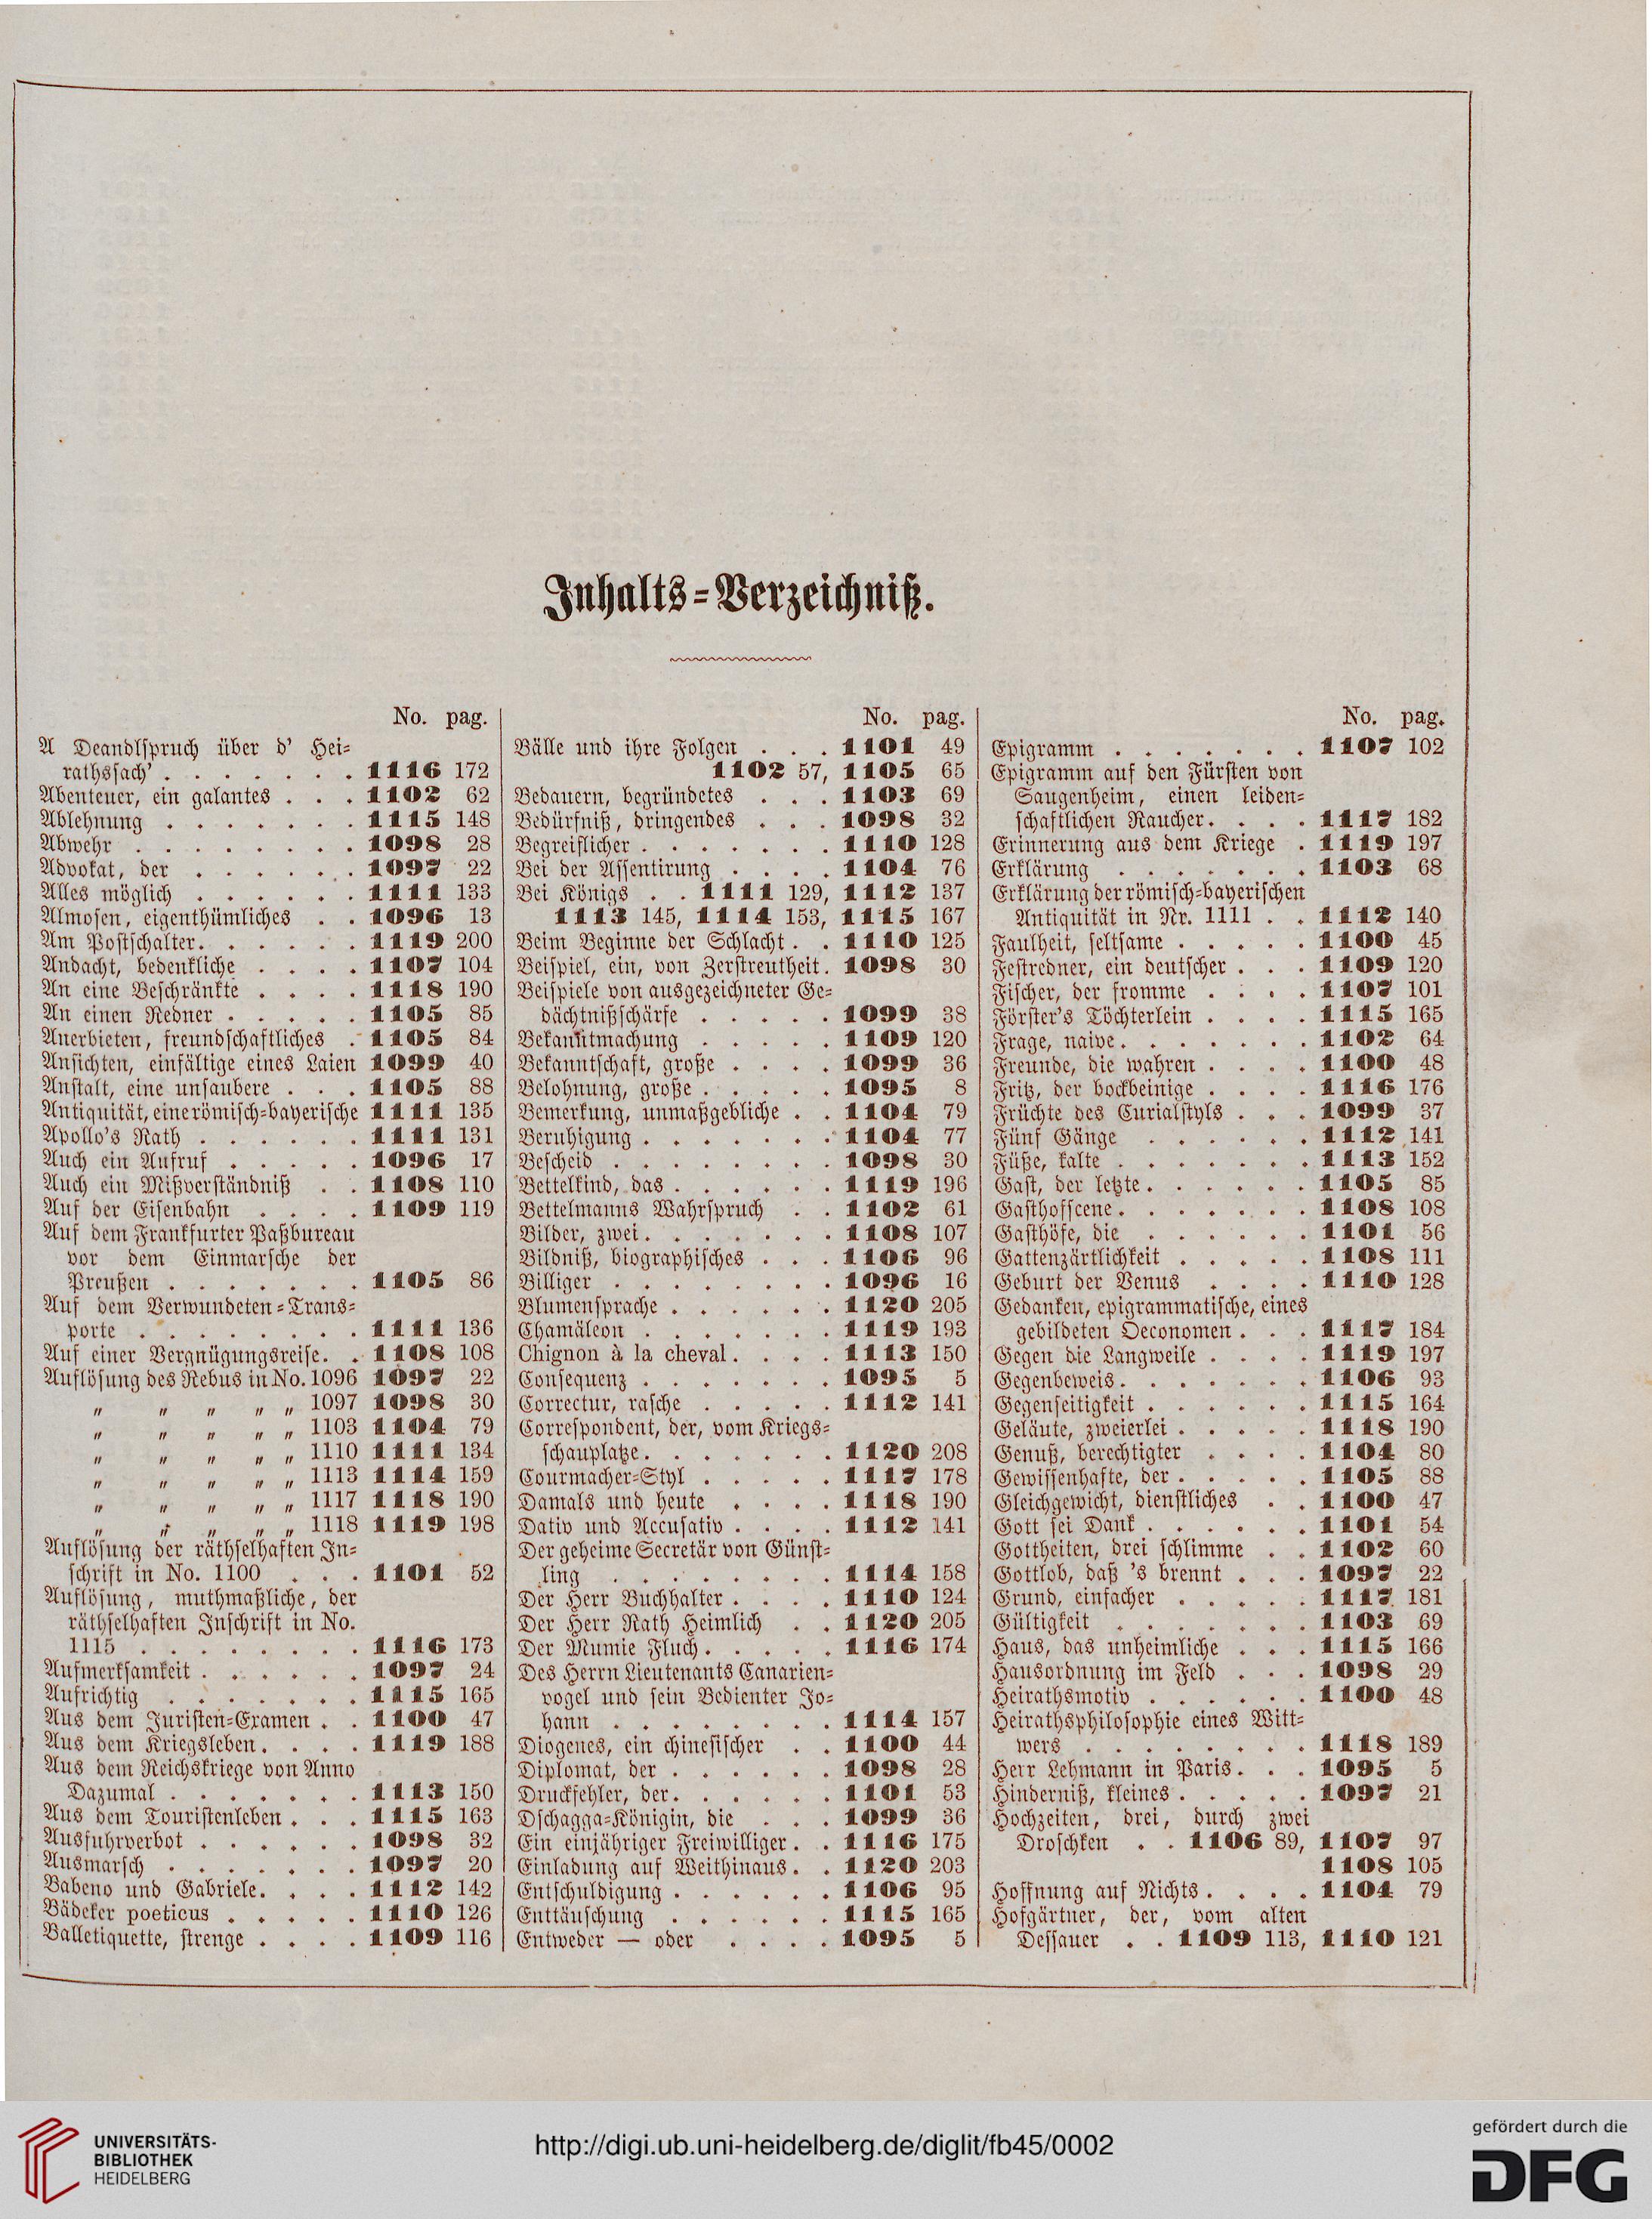 Inhalts-Verzeichniß.
No. pag.
A Deandlspruch über d' Hei-
rathssach' . . . . . . . 1116 172
Abenteuer, ein galantes . . . 1102 62
Ablehnung . . . . . . . 1115 148
Abwehr . . . . . . . . 1098 28
Advokat, der . . . . . . 1097 22
Alles möglich . . . . . . 1111 133
Almosen, eigenthümliches . . 1096 13
Am Postschalter. . . . . . 1119 200
Andacht, bedenkliche . . . . 1107 104
An eine Beschränkte . . . . 1118 190
An einen Redner . . . . . 1105 85
Anerbieten, freundschaftliches . 1105 84
Ansichten, einfältige eines Laien 1099 40
Anstalt, eine unsaubere . . . 1105 88
Antiquität, eine römisch-bayerische 1111 135
Apollo's Rath . . . . . . 1111 131
Auch ein Aufruf . . . . . 1096 17
Auch ein Mißverständniß . . 1108 110
Auf der Eisenbahn . . . . 1109 119
Auf dem Frankfurter Paßbureau
vor dem Einmarsche der
Preußen . . . . . . . 1105 86
Auf dem Verwundeten-Trans-
porte . . . . . . . . 1111 136
Auf einer Vergnügungsreise. . 1108 108
Auflösung des Rebus in No. 1096 1097 22
„ „ „ „ „ 1097 1098 30
„ „ „ „ „ 1103 1104 79
„ „ „ „ „ 1110 1111 134
„ „ „ „ „ 1113 1114 159
„ „ „ „ „ 1117 1118 190
„ „ „ „ „ 1118 1119 198
Auflösung der räthselhaften In-
schrift in No. 1100 . . . 1101 52
Auflösung, muthmaßliche, der
räthselhaften Inschrift in No.
1115 . . . . . . . . 1116 173
Aufmerksamkeit . . . . . . 1097 24
Aufrichtig . . . . . . . 1115 165
Aus dem Juristen-Examen . . 1100 47
Aus dem Kriegsleben. . . . 1119 188
Aus dem Reichskriege von Anno
Dazumal . . . . . . . 1113 150
Aus dem Touristenleben . . . 1115 163
Ausfuhrverbot . . . . . . 1098 32
Ausmarsch . . . . . . . 1097 20
Babeno und Gabriele. . . . 1112 142
Bädeker poeticus . . . . . 1110 126
Balletiquette, strenge . . . . 1109 116
No. pag.
Bälle und ihre Folgen . . . 1101 49
1102 57, 1105 65
Bedauern, begründetes . . . 1103 69
Bedürfniß, dringendes . . . 1098 32
Begreiflicher . . . . . . . 1110 128
Bei der Assentirung . . . . 1104 76
Bei Königs . . 1111 129, 1112 137
1113 145, 1114 153, 1115 167
Beim Beginne der Schlacht . . 1110 125
Beispiel, ein, von Zerstreutheit. 1098 30
Beispiele von ausgezeichneter Ge-
dächtnißschärfe . . . . . 1099 38
Bekanntmachung . . . . . 1109 120
Bekanntschaft, große . . . . 1099 36
Belohnung, große . . . . . 1095 8
Bemerkung, unmaßgebliche . . 1104 79
Beruhigung . . . . . . . 1104 77
Bescheid . . . . . . . . 1098 30
Bettelkind, das . . . . . . 1119 196
Bettelmanns Wahrspruch . . 1102 61
Bilder, zwei. . . . . . . 1108 107
Bildniß, biographisches . . . 1106 96
Billiger . . . . . . . . 1096 16
Blumensprache . . . . . . 1120 205
Chamäleon . . . . . . . 1119 193
Chignon à la cheval. . . . 1113 150
Consequenz . . . . . . . 1095 5
Correctur, rasche . . . . . 1112 141
Correspondent, der, vom Kriegs-
schauplatze. . . . . . . 1120 208
Courmacher-Styl . . . . . 1117 178
Damals und heute . . . . 1118 190
Dativ und Accusativ . . . . 1112 141
Der geheime Secretär von Günst-
ling . . . . . . . . 1114 158
Der Herr Buchhalter . . . . 1110 124
Der Herr Rath Heimlich . . 1120 205
Der Mumie Fluch. . . . . 1116 174
Des Herrn Lieutenants Canarien-
vogel und sein Bedienter Jo-
hann . . . . . . . . 1114 157
Diogenes, ein chinesischer . . 1100 44
Diplomat, der . . . . . . 1098 28
Druckfehler, der. . . . . . 1101 53
Dschagga-Königin, die . . . 1099 36
Ein einjähriger Freiwilliger . . 1116 175
Einladung auf Weithinaus. . 1120 203
Entschuldigung . . . . . . 1106 95
Enttäuschung . . . . . . 1115 165
Entweder — oder . . . . 1095 5
No. pag.
Epigramm . . . . . . . 1107 102
Epigramm auf den Fürsten von
Saugenheim, einen leiden-
schaftlichen Raucher. . . . 1117 182
Erinnerung aus dem Kriege . 1119 197
Erklärung . . . . . . . 1103 68
Erklärung der römisch-bayerischen
Antiquität in Nr. 1111 . . 1112 140
Faulheit, seltsame . . . . . 1100 45
Festredner, ein deutscher . . . 1109 120
Fischer, der fromme . . . . 1107 101
Förster's Töchterlein . . . . 1115 165
Frage, naive. . . . . . . 1102 64
Freunde, die wahren . . . . 1100 48
Fritz, der bockbeinige . . . . 1116 176
Früchte des Curialstyls . . . 1099 37
Fünf Gänge . . . . . . 1112 141
Füße, kalte . . . . . . . 1113 152
Gast, der letzte . . . . . . 1105 85
Gasthofscene. . . . . . . 1108 108
Gasthöfe, die . . . . . . 1101 56
Gattenzärtlichkeit . . . . . 1108 111
Geburt der Venus . . . . 1110 128
Gedanken, epigrammatische, eines
gebildeten Oeconomen . . . 1117 184
Gegen die Langweile . . . . 1119 197
Gegenbeweis. . . . . . . 1106 93
Gegenseitigkeit . . . . . . 1115 164
Geläute, zweierlei . . . . . 1118 190
Genuß, berechtigter . . . . 1104 80
Gewissenhafte, der . . . . . 1105 88
Gleichgewicht, dienstliches . . 1100 47
Gott sei Dank . . . . . . 1101 54
Gottheiten, drei schlimme . . 1102 60
Gottlob, daß 's brennt . . . 1097 22
Grund, einfacher . . . . . 1117 181
Gültigkeit . . . . . . . 1103 69
Haus, das unheimliche . . . 1115 166
Hausordnung im Feld . . . 1098 29
Heirathsmotiv . . . . . . 1100 48
Heirathsphilosophie eines Witt-
wers . . . . . . . . 1118 189
Herr Lehmann in Paris. . . 1095 5
Hinderniß, kleines . . . . . 1097 21
Hochzeiten, drei, durch zwei
Droschken . . 1106 89, 1107 97
1108 105
Hoffnung auf Nichts. . . . 1104 79
Hofgärtner, der, vom alten
Dessauer . . 1109 113, 1110 121
UNIVERSITÄTS-
BIBLIOTHEK
HEIDELBERG
http://digi.ub.uni-heidelberg.de/diglit/fb45/0002
gefördert durch die
DFG